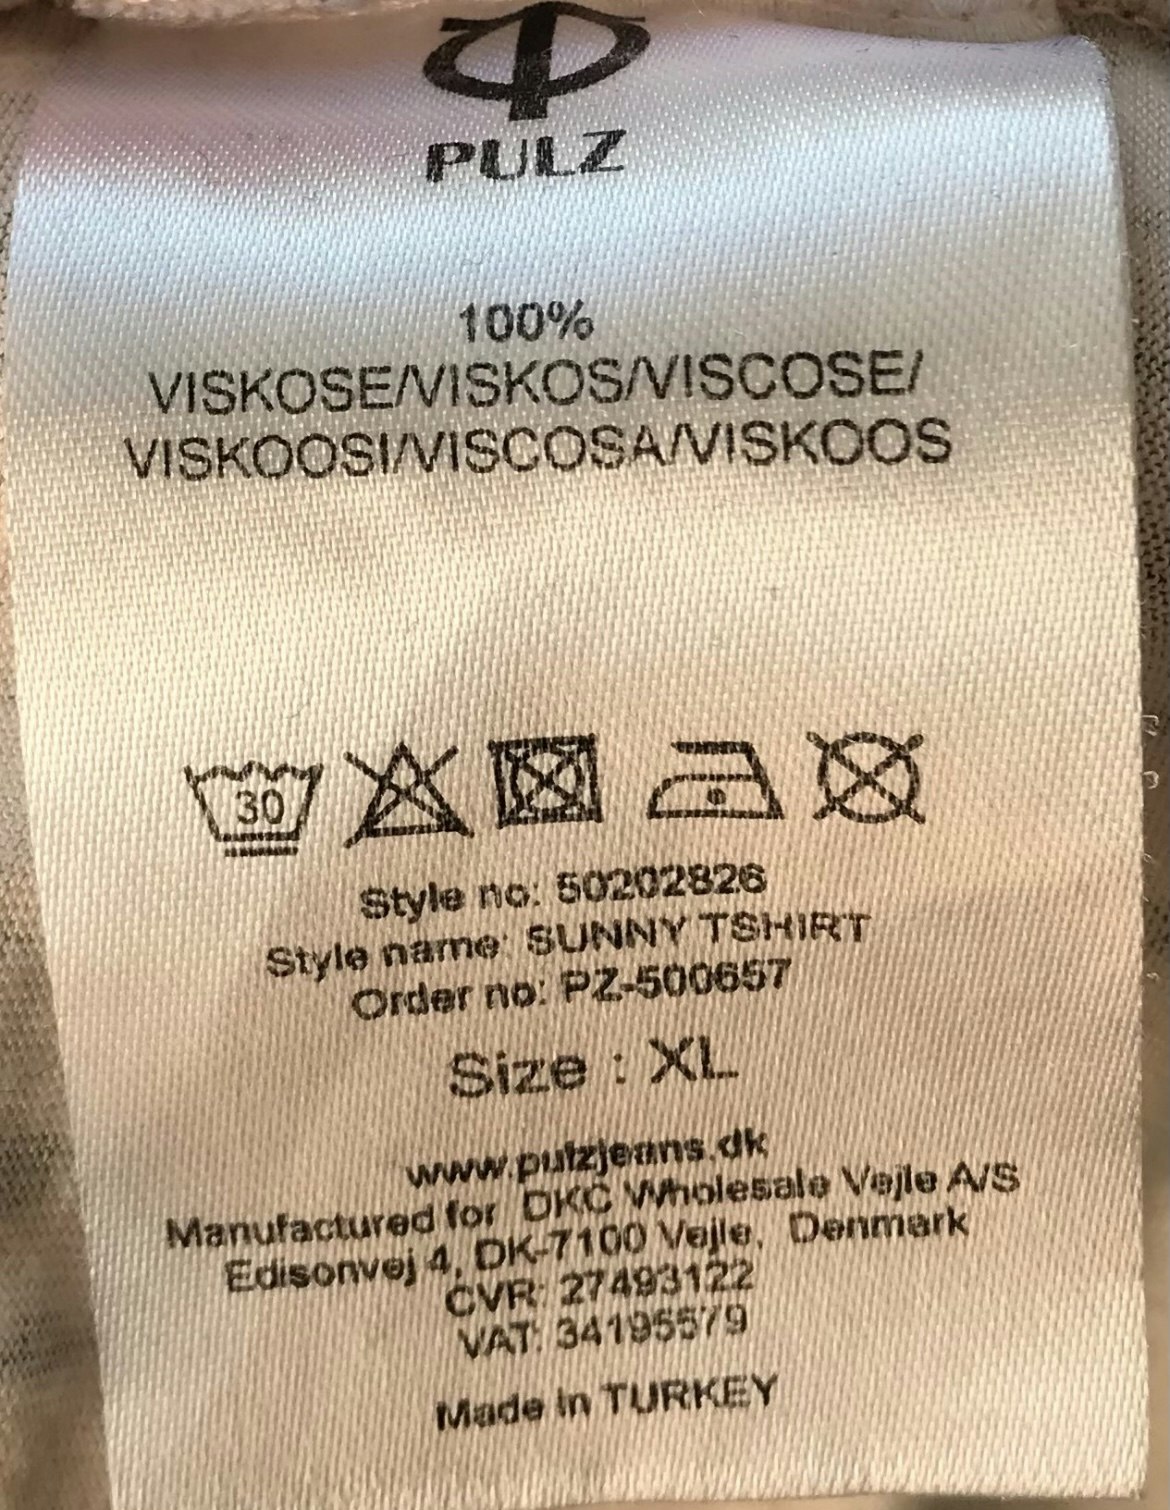 PULZ
100%
VISKOSE/VISKOS/VISCOSE/
VISKOOSI/VISCOSA/VISKOOS
30
Style no: 50202826
Style name: SUNNY TSHIRT
Order no: PZ-500657
Size : XL
www.pulzjeans.dk
Manufactured for DKC Wholesale Vejle A/S
Edisonvej 4, DK-7100 Vejle, Denmark
CVR: 27493122
VAT: 34195579
Made in TURKEY